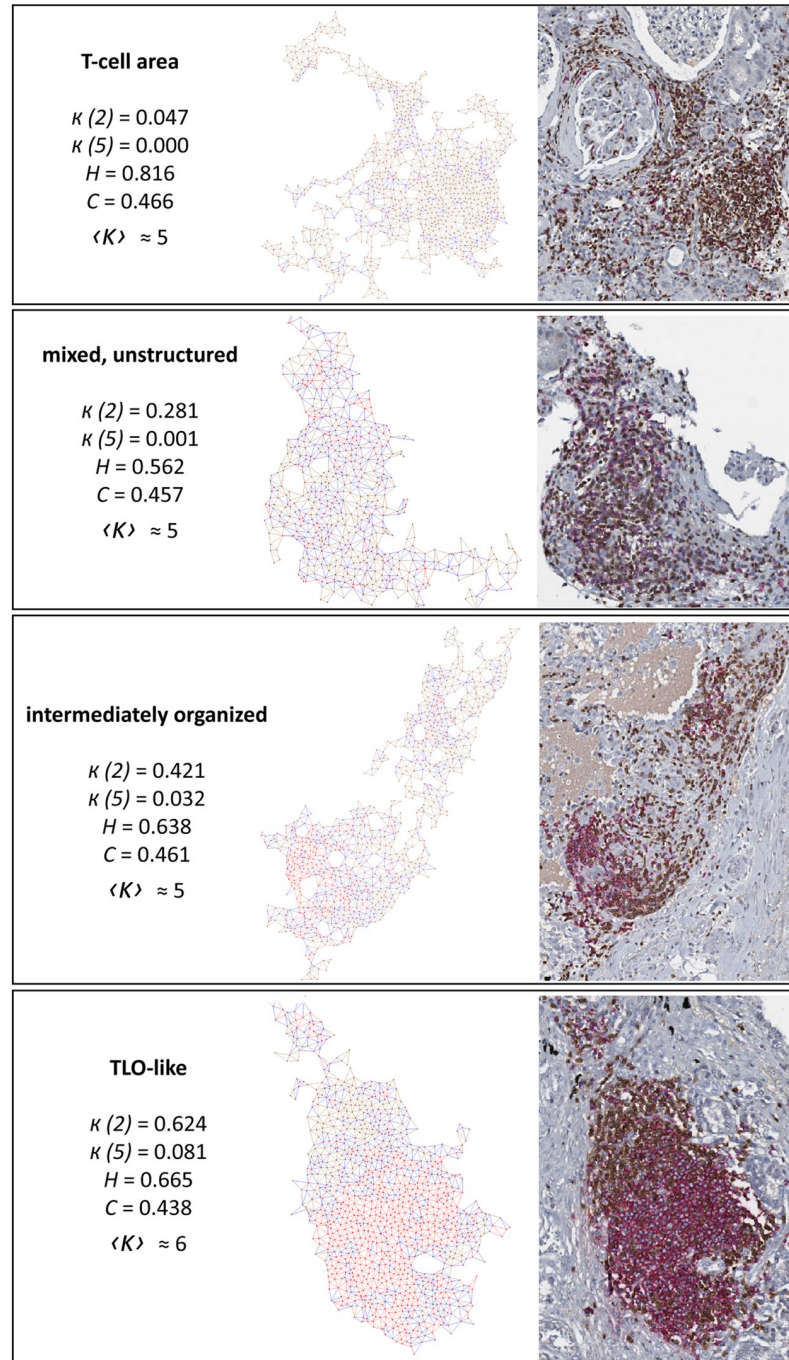 T-cell area
κ (2) = 0.047
κ (5) = 0.000
H = 0.816
C = 0.466
⟨K⟩ ≈ 5
mixed, unstructured
κ (2) = 0.281
κ (5) = 0.001
H = 0.562
C = 0.457
⟨K⟩ ≈ 5
intermediately organized
κ (2) = 0.421
κ (5) = 0.032
H = 0.638
C = 0.461
⟨K⟩ ≈ 5
TLO-like
κ (2) = 0.624
κ (5) = 0.081
H = 0.665
C = 0.438
⟨K⟩ ≈ 6